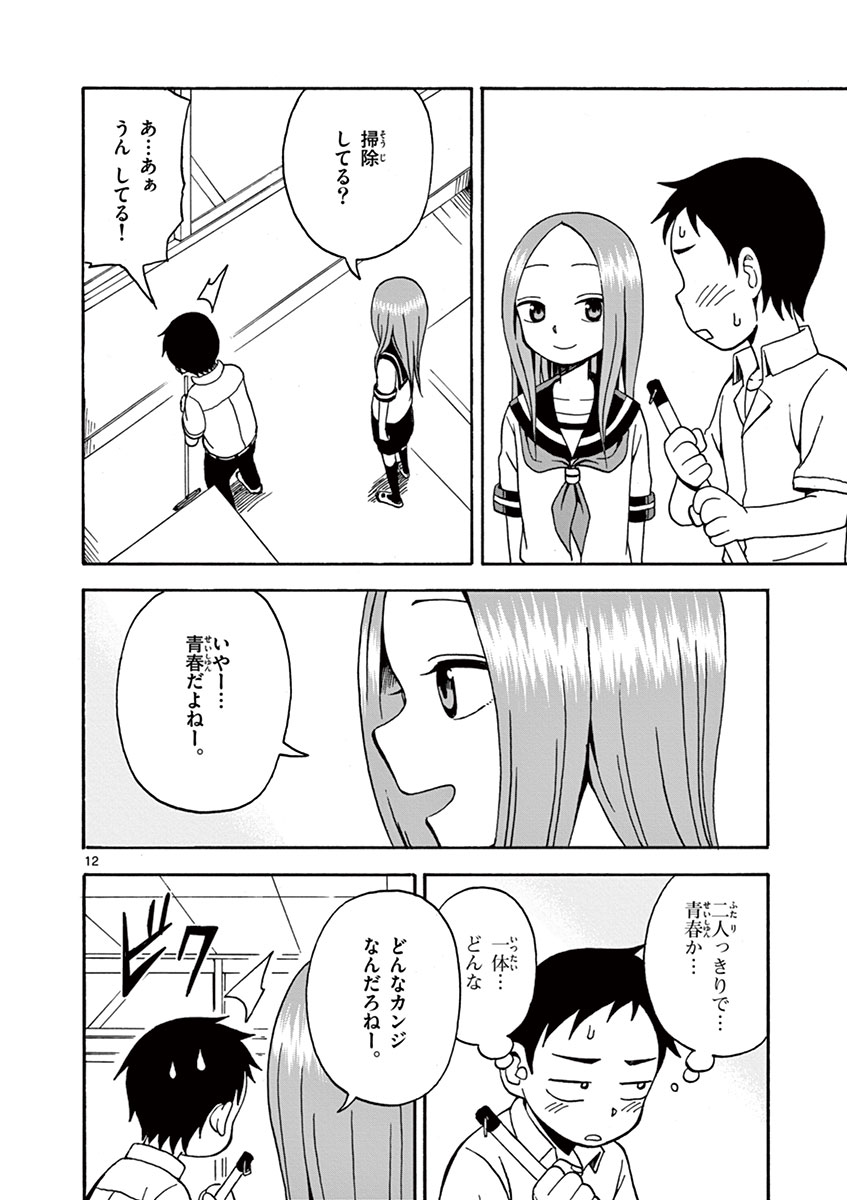 掃除
してる？
あ…あぁ
うん してる！
いやー…
青春だよねー。
12
二人っきりで…
青春か…
一体…
どんな
どんなカンジ
なんだろねー。
ビク